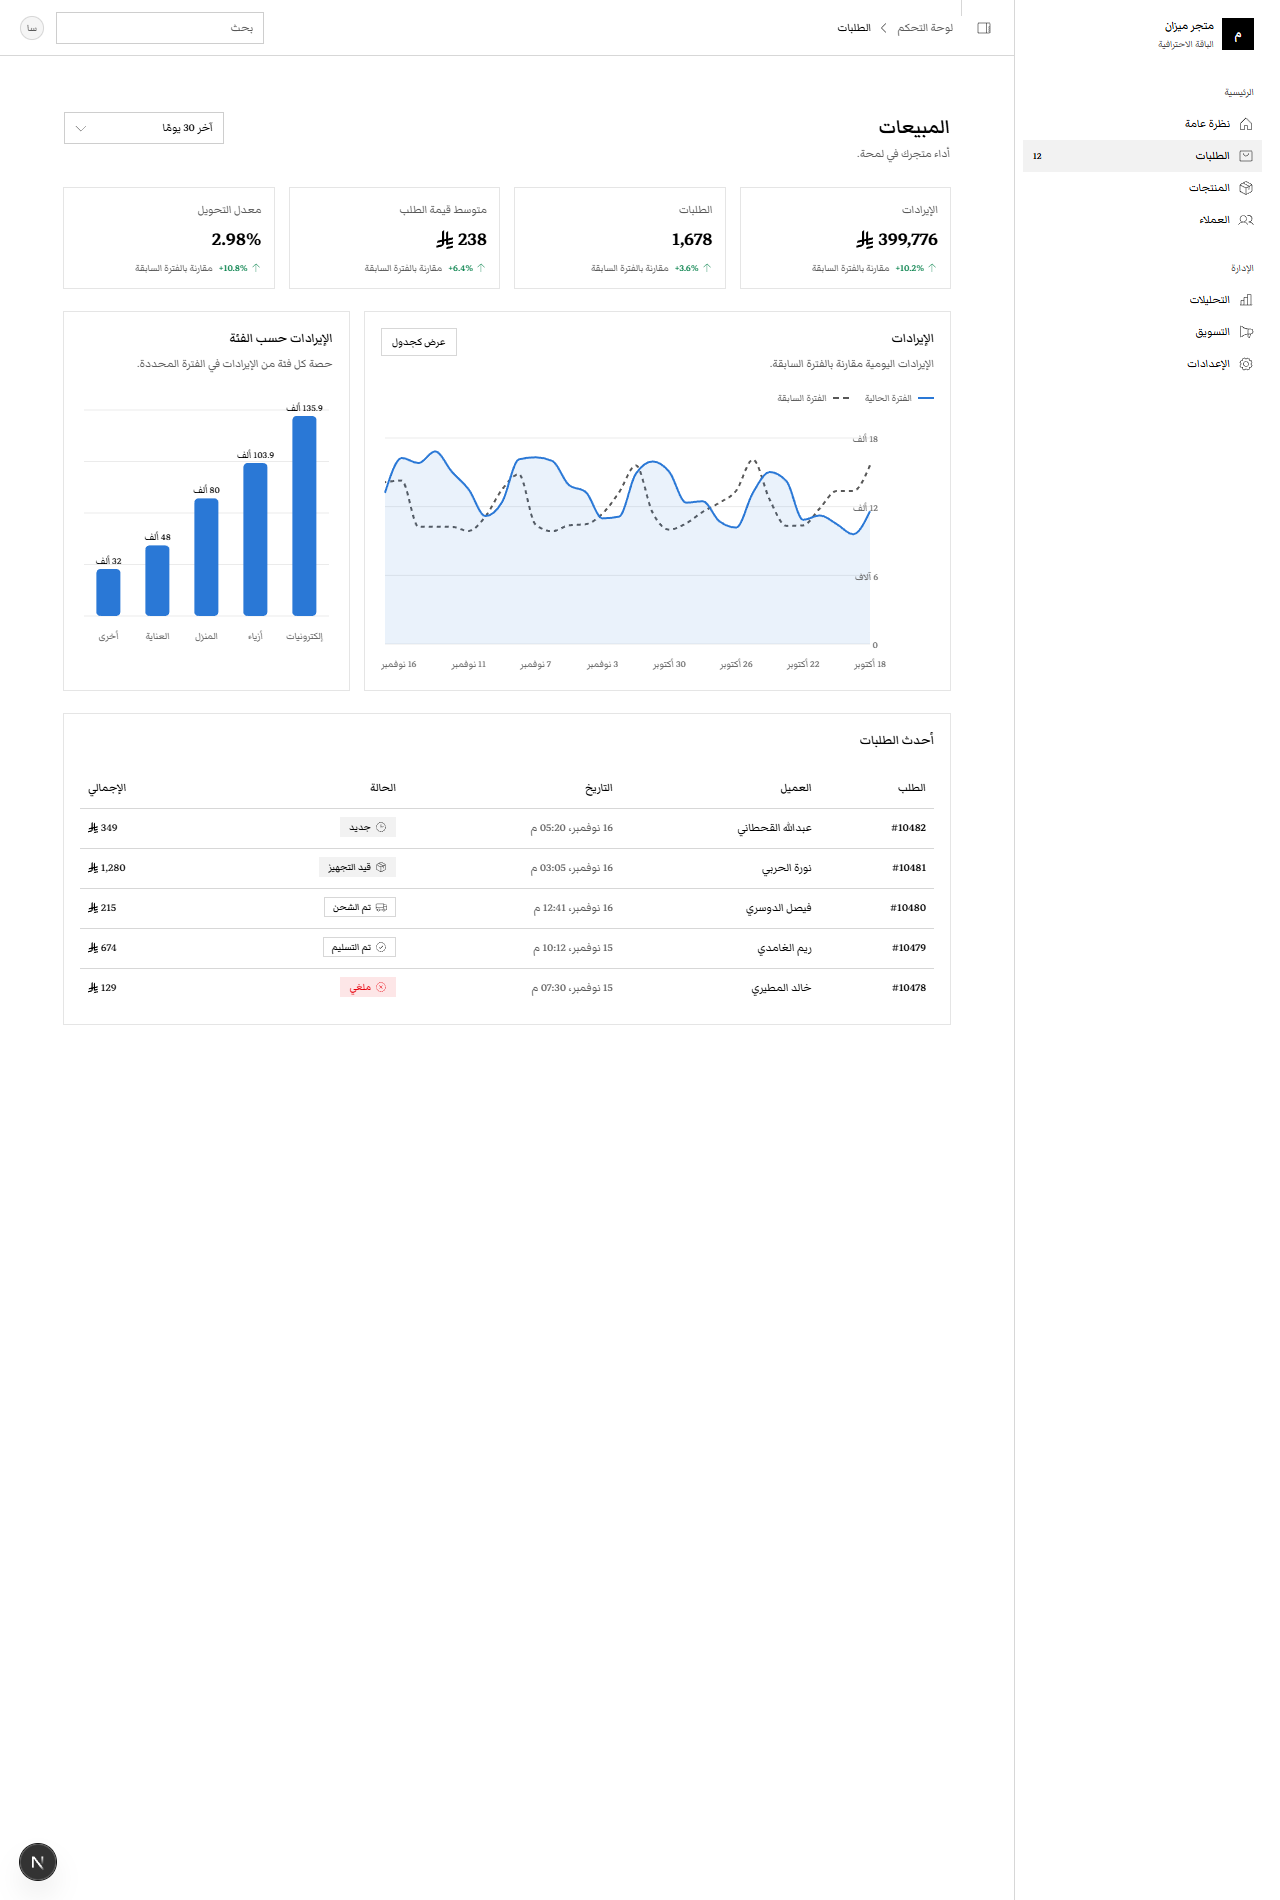 متجر ميزان
الباقة الاحترافية
م
الرئيسية
نظرة عامة
الطلبات
12
المنتجات
العملاء
الإدارة
التحليلات
التسويق
الإعدادات
لوحة التحكم
الطلبات
بحث
سا
المبيعات
أداء متجرك في لمحة.
آخر 30 يومًا
الإيرادات
399,776
+10.2% مقارنة بالفترة السابقة
الطلبات
1,678
+3.6% مقارنة بالفترة السابقة
متوسط قيمة الطلب
238
+6.4% مقارنة بالفترة السابقة
معدل التحويل
2.98%
+10.8% مقارنة بالفترة السابقة
الإيرادات
الإيرادات اليومية مقارنة بالفترة السابقة.
عرض كجدول
الفترة الحالية
الفترة السابقة
18 ألف
12 ألف
6 آلاف
0
18 أكتوبر
22 أكتوبر
26 أكتوبر
30 أكتوبر
3 نوفمبر
7 نوفمبر
11 نوفمبر
16 نوفمبر
الإيرادات حسب الفئة
حصة كل فئة من الإيرادات في الفترة المحددة.
135.9 ألف
103.9 ألف
80 ألف
48 ألف
32 ألف
إلكترونيات
أزياء
المنزل
العناية
أخرى
أحدث الطلبات
الطلب العميل التاريخ الحالة الإجمالي
#10482 عبدالله القحطاني 16 نوفمبر، 05:20 م جديد 349
#10481 نورة الحربي 16 نوفمبر، 03:05 م قيد التجهيز 1,280
#10480 فيصل الدوسري 16 نوفمبر، 12:41 م تم الشحن 215
#10479 ريم الغامدي 15 نوفمبر، 10:12 م تم التسليم 674
#10478 خالد المطيري 15 نوفمبر، 07:30 م ملغي 129
N